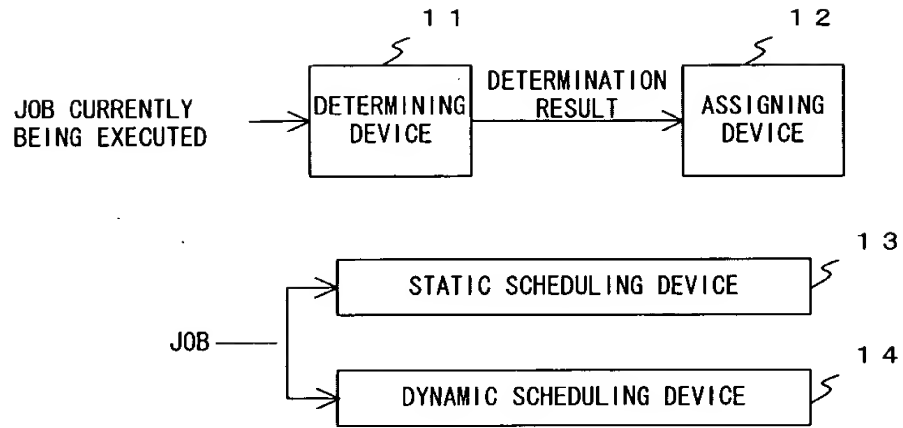 11
12
JOB CURRENTLY
BEING EXECUTED
DETERMINING
DEVICE
DETERMINATION
RESULT
ASSIGNING
DEVICE
13
STATIC SCHEDULING DEVICE
JOB
14
DYNAMIC SCHEDULING DEVICE